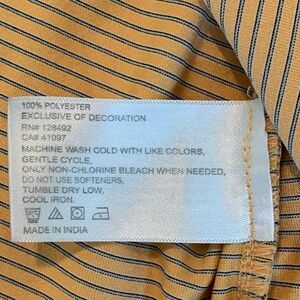 100% POLYESTER
EXCLUSIVE OF DECORATION
RN# 128492
CA# 41097
MACHINE WASH COLD WITH LIKE COLORS,
GENTLE CYCLE,
ONLY NON-CHLORINE BLEACH WHEN NEEDED,
DO NOT USE SOFTENERS,
TUMBLE DRY LOW,
COOL IRON.
MADE IN INDIA